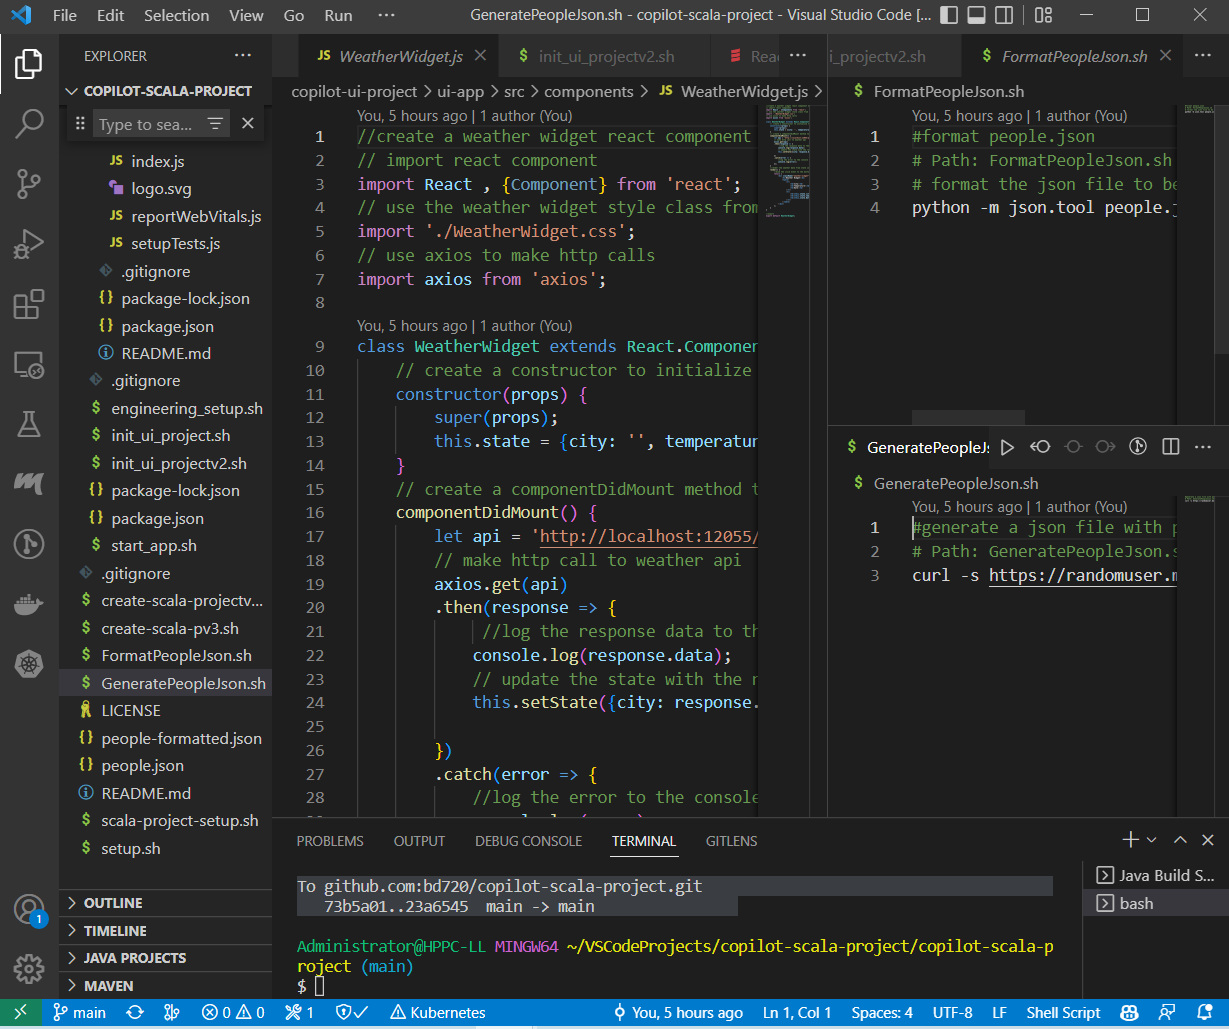 File Edit Selection View Go Run ··· GeneratePeopleJson.sh - copilot-scala-project - Visual Studio Code [...
EXPLORER ···
COPILOT-SCALA-PROJECT
Type to sea...
JS index.js
logo.svg
JS reportWebVitals.js
JS setupTests.js
.gitignore
{} package-lock.json
{} package.json
README.md
.gitignore
$ engineering_setup.sh
$ init_ui_project.sh
$ init_ui_projectv2.sh
{} package-lock.json
{} package.json
$ start_app.sh
.gitignore
$ create-scala-projectv...
$ create-scala-pv3.sh
$ FormatPeopleJson.sh
$ GeneratePeopleJson.sh
LICENSE
{} people-formatted.json
{} people.json
README.md
$ scala-project-setup.sh
$ setup.sh
OUTLINE
TIMELINE
JAVA PROJECTS
MAVEN
JS WeatherWidget.js
$ init_ui_projectv2.sh
Rea
···
copilot-ui-project > ui-app > src > components > JS WeatherWidget.js >
You, 5 hours ago | 1 author (You)
1 //create a weather widget react component
2 // import react component
3 import React , {Component} from 'react';
4 // use the weather widget style class from
5 import './WeatherWidget.css';
6 // use axios to make http calls
7 import axios from 'axios';
8
You, 5 hours ago | 1 author (You)
9 class WeatherWidget extends React.Componen
10 // create a constructor to initialize
11 constructor(props) {
12 super(props);
13 this.state = {city: '', temperatur
14 }
15 // create a componentDidMount method t
16 componentDidMount() {
17 let api = 'http://localhost:12055/
18 // make http call to weather api
19 axios.get(api)
20 .then(response => {
21 //log the response data to th
22 console.log(response.data);
23 // update the state with the r
24 this.setState({city: response.
25
26 })
27 .catch(error => {
28 //log the error to the console
i_projectv2.sh
$ FormatPeopleJson.sh
···
$ FormatPeopleJson.sh
You, 5 hours ago | 1 author (You)
1 #format people.json
2 # Path: FormatPeopleJson.sh
3 # format the json file to be
4 python -m json.tool people.j
$ GeneratePeopleJs
···
$ GeneratePeopleJson.sh
You, 5 hours ago | 1 author (You)
1 #generate a json file with p
2 # Path: GeneratePeopleJson.s
3 curl -s https://randomuser.m
PROBLEMS OUTPUT DEBUG CONSOLE TERMINAL GITLENS
To github.com:bd720/copilot-scala-project.git
73b5a01..23a6545 main -> main
Administrator@HPPC-LL MINGW64 ~/VSCodeProjects/copilot-scala-project/copilot-scala-p
roject (main)
$
Java Build S...
bash
1
main
0 0
1
Kubernetes
You, 5 hours ago
Ln 1, Col 1
Spaces: 4
UTF-8
LF
Shell Script